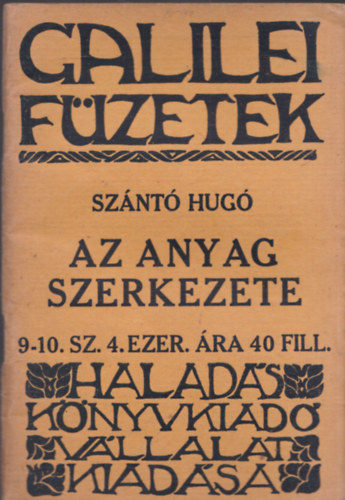 GALILEI
FÜZETEK
SZÁNTÓ HUGÓ
AZ ANYAG
SZERKEZETE
9-10. SZ. 4. EZER. ÁRA 40 FILL.
HALADÁS
KÖNYVKIADÓ
VÁLLALAT
KIADÁSA